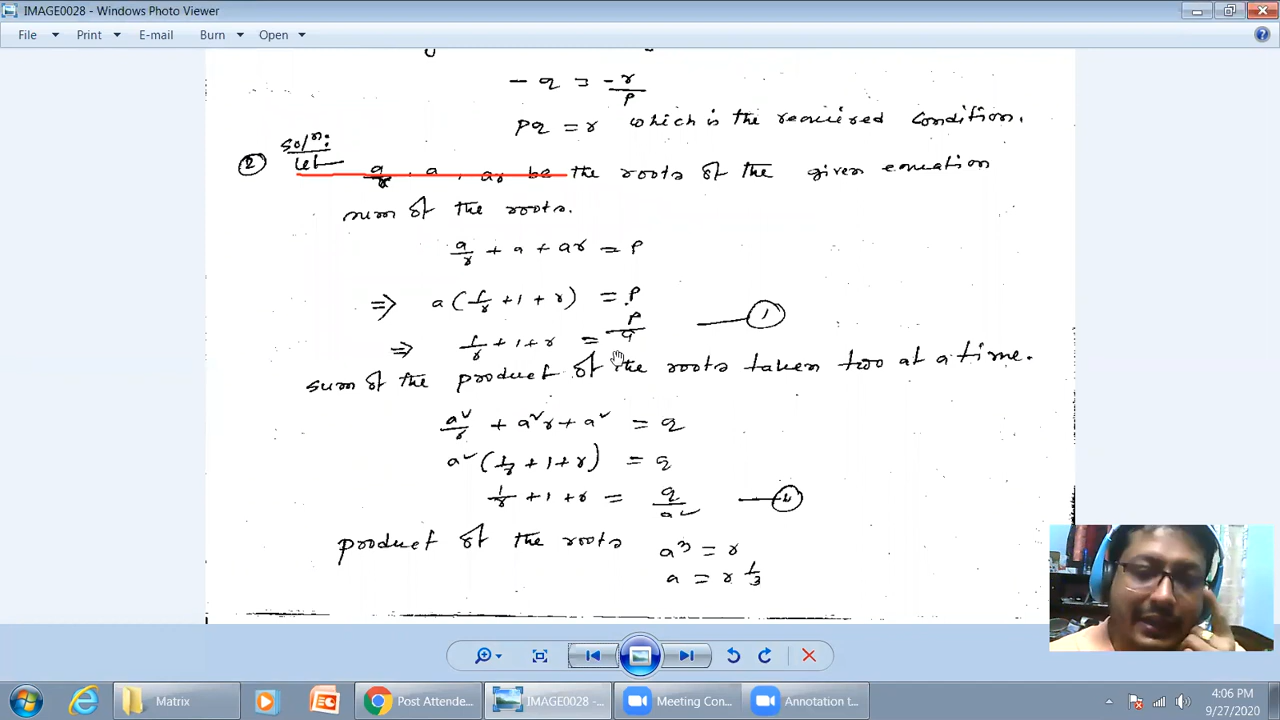 IMAGE0028 - Windows Photo Viewer
File Print E-mail Burn Open
- q = -r/p
pq = r which is the required condition.
② Soln:
Let a/r, a, ar be the roots of the given equation
sum of the roots.
a/r + a + ar = P
⇒ a(1/r + 1 + r) = P
⇒ 1/r + 1 + r = P/a —— ①
sum of the product of the roots taken two at a time.
a²/r + a²r + a² = q
a²(1/r + 1 + r) = q
1/r + 1 + r = q/a² —— ②
product of the roots a³ = r
a = r^1/3
Matrix
Post Attende...
IMAGE0028 -...
Meeting Con...
Annotation t...
4:06 PM
9/27/2020